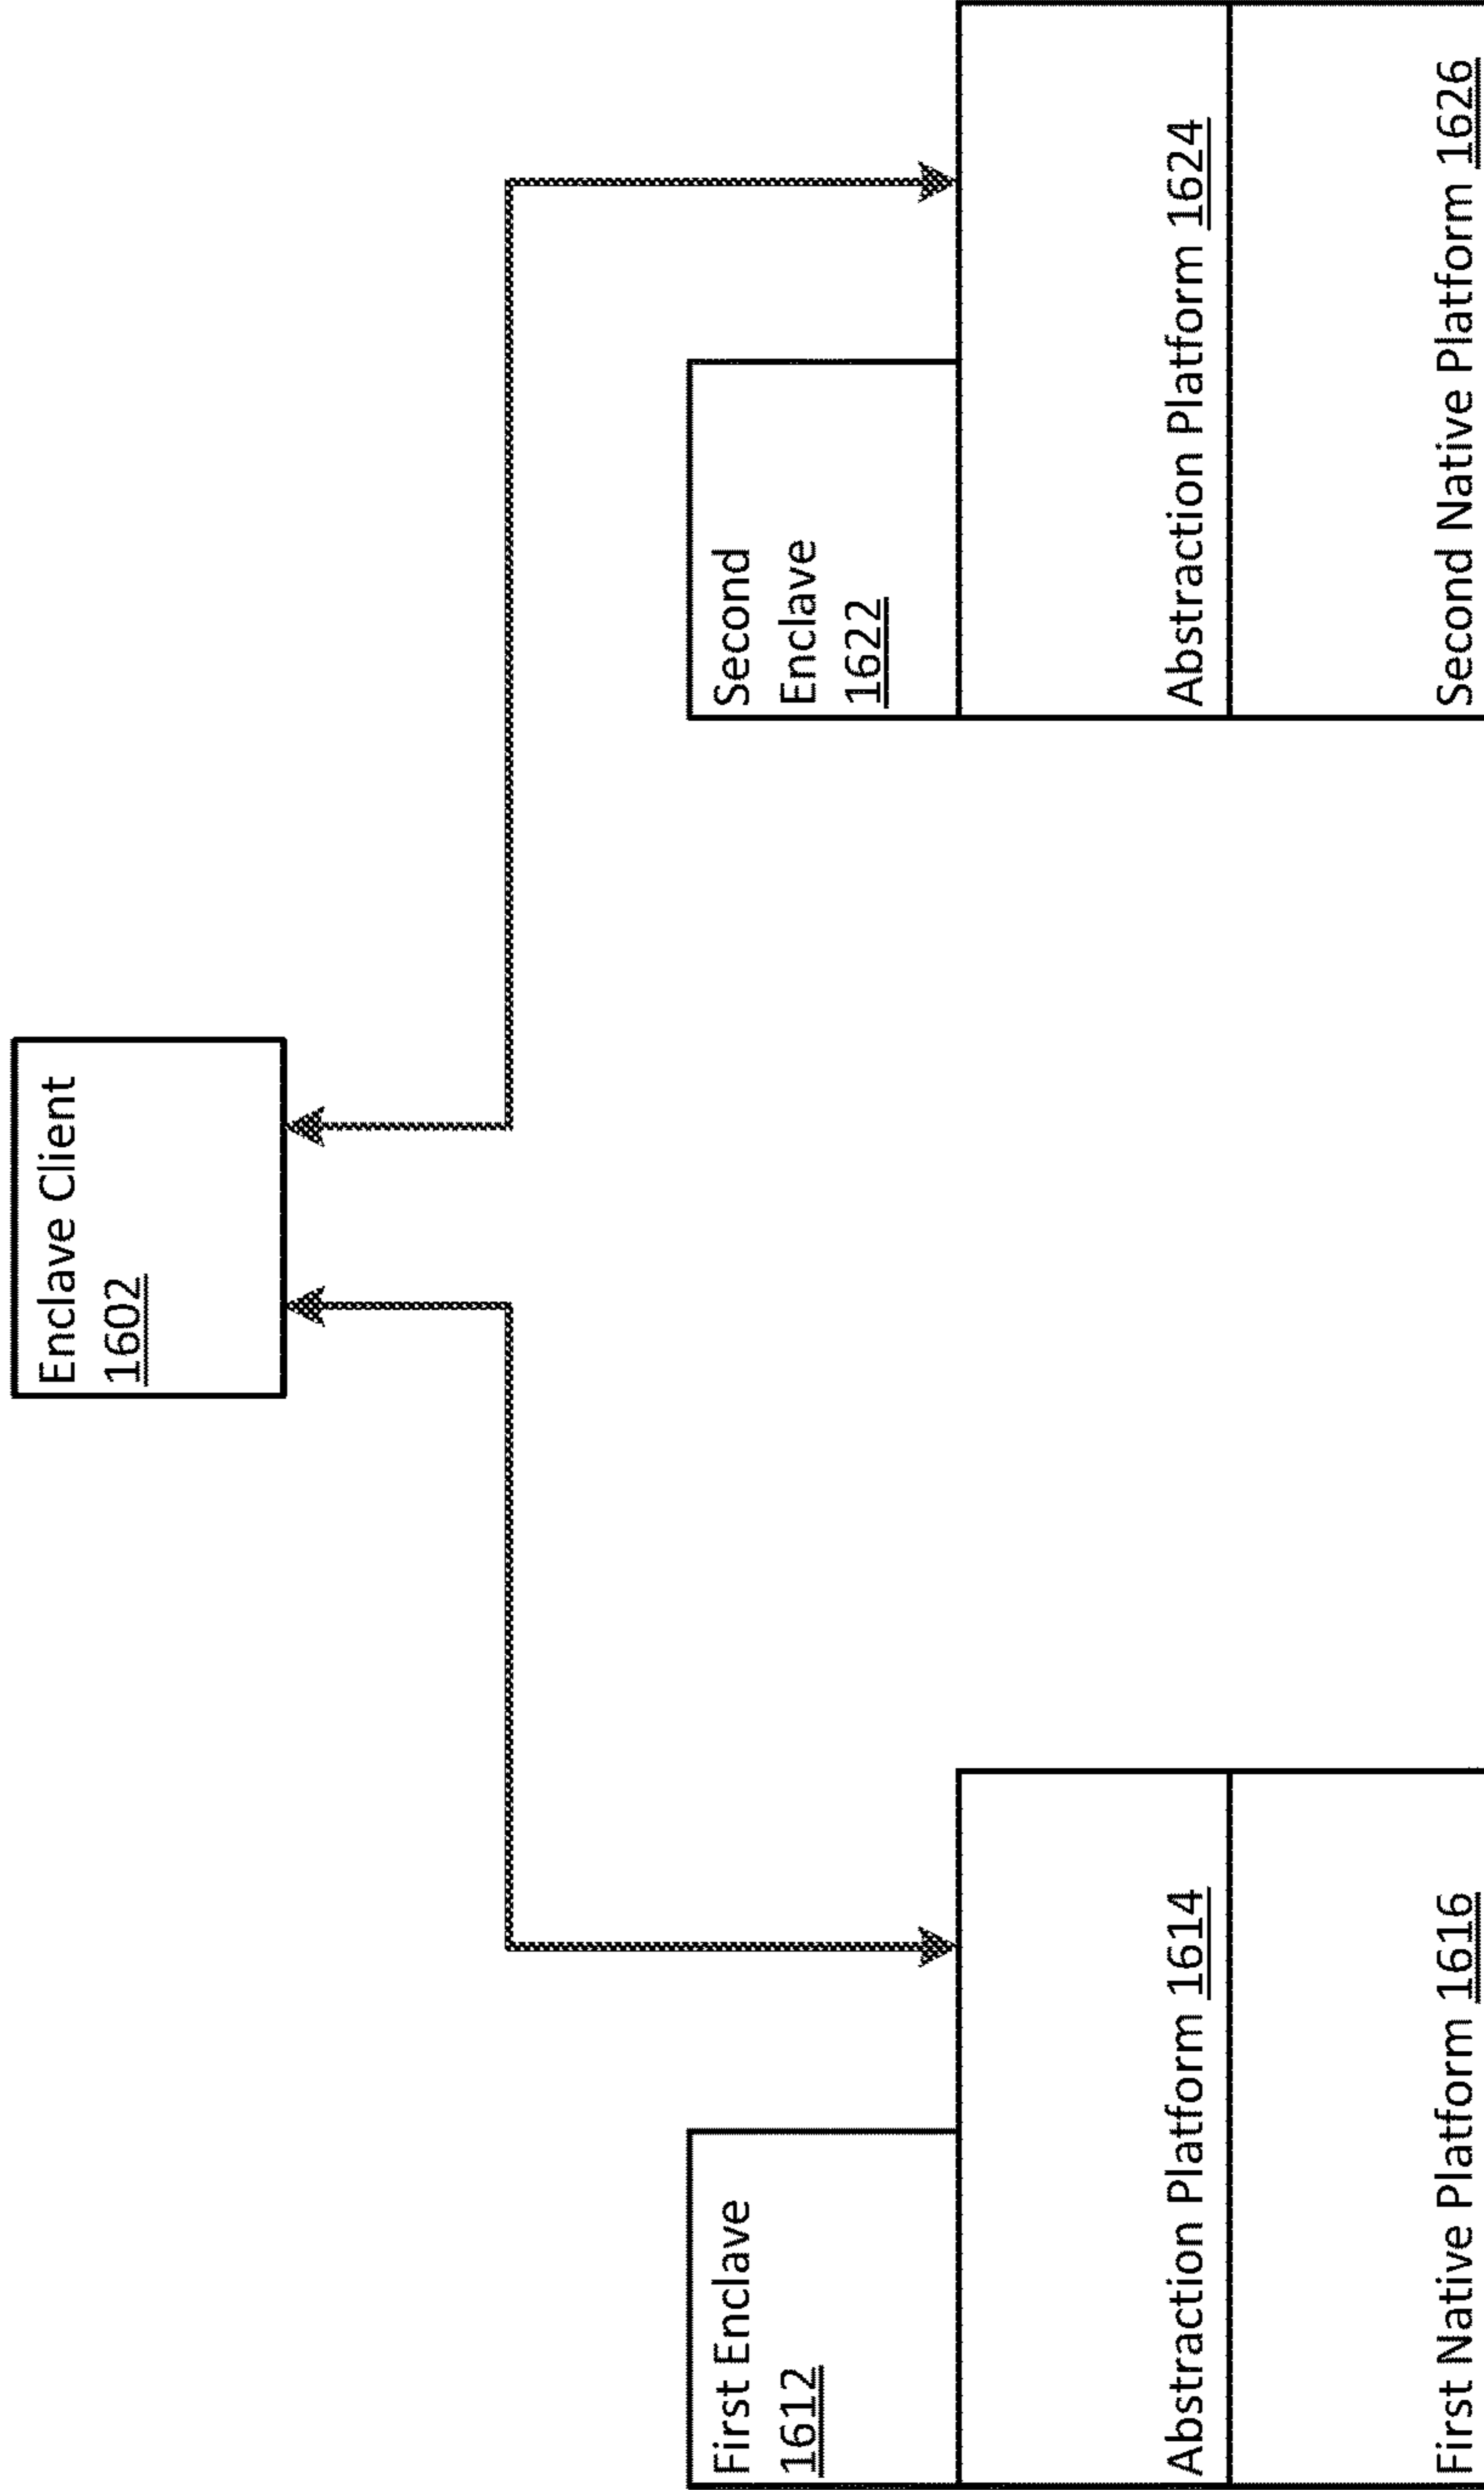 Enclave Client
1602
First Enclave
1612
Second
Enclave
1622
Abstraction Platform 1614
Abstraction Platform 1624
First Native Platform 1616
Second Native Platform 1626